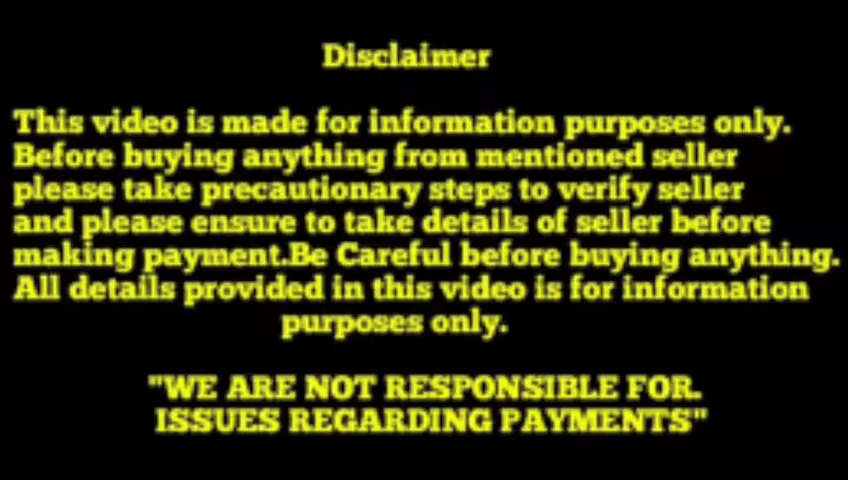 Disclaimer
This video is made for information purposes only.
Before buying anything from mentioned seller
please take precautionary steps to verify seller
and please ensure to take details of seller before
making payment.Be Careful before buying anything.
All details provided in this video is for information
purposes only.
"WE ARE NOT RESPONSIBLE FOR.
ISSUES REGARDING PAYMENTS"